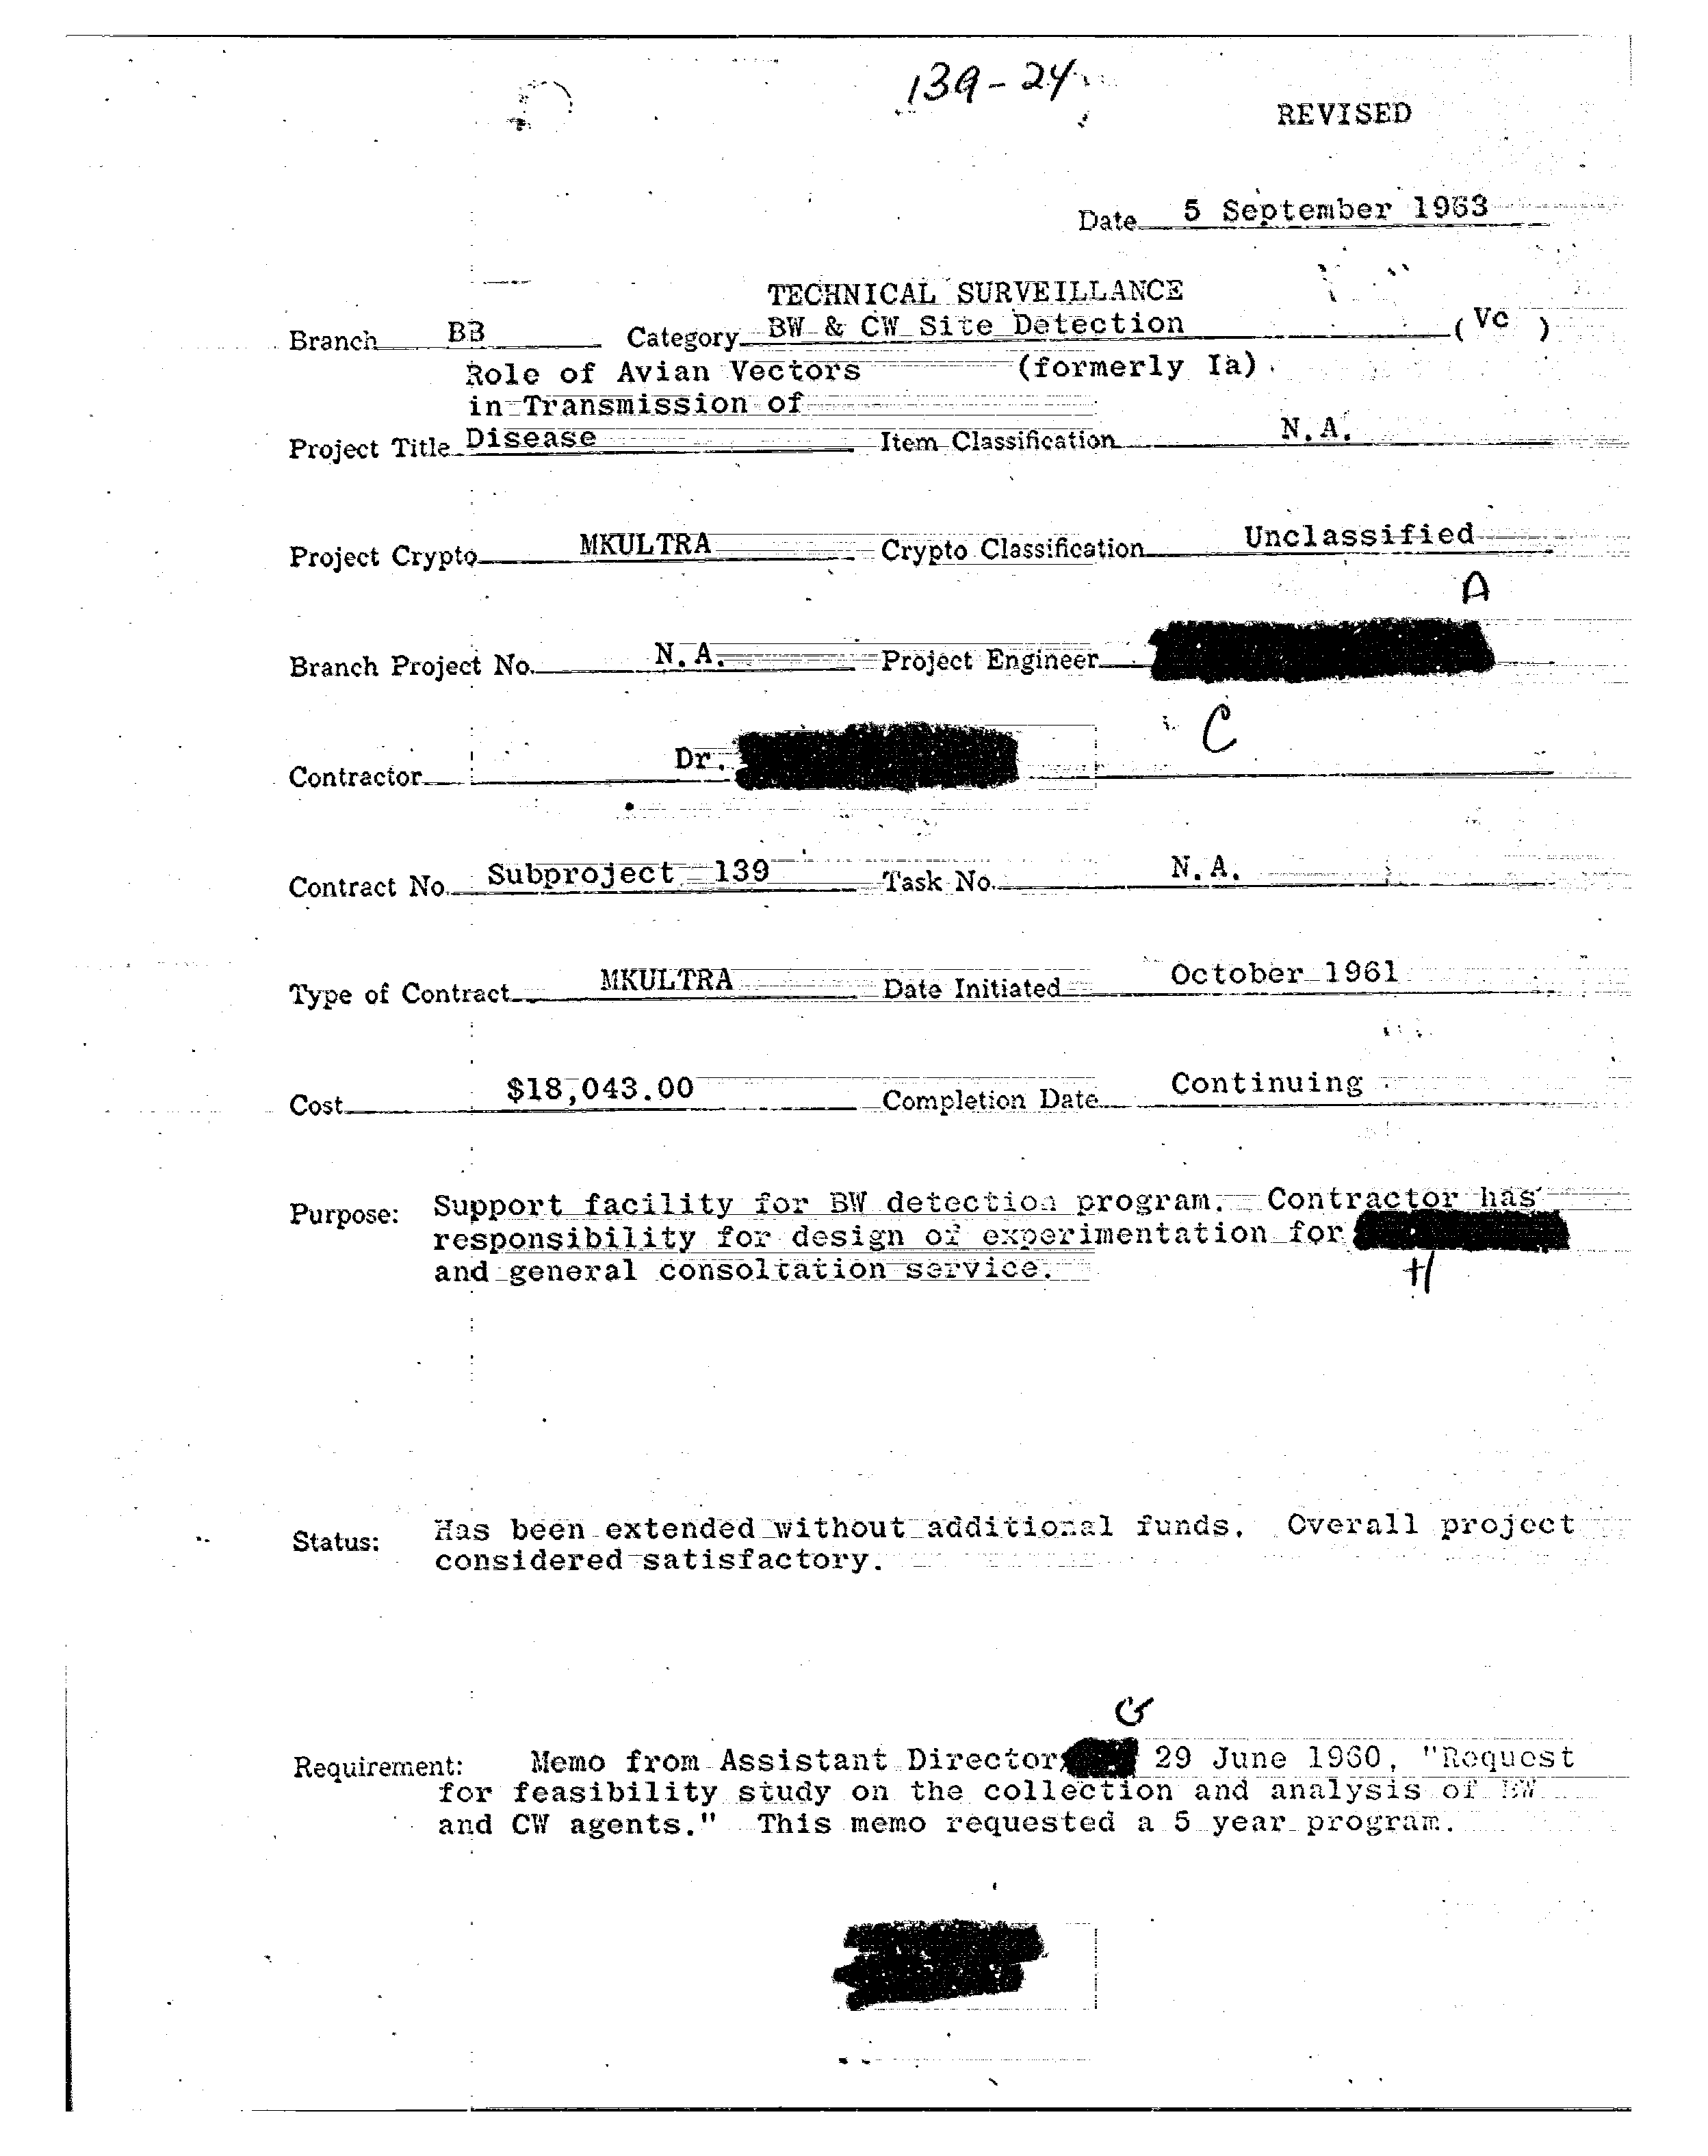 139-24
REVISED
Date 5 September 1963
TECHNICAL SURVEILLANCE
Branch BB Category BW & CW Site Detection (Vc)
Role of Avian Vectors (formerly Ia)
in Transmission of
Project Title Disease Item Classification N.A.
Project Crypto MKULTRA Crypto Classification Unclassified
A
Branch Project No. N.A. Project Engineer
C
Contractor Dr.
Contract No. Subproject 139 Task No. N.A.
Type of Contract MKULTRA Date Initiated October 1961
Cost $18,043.00 Completion Date Continuing
Purpose: Support facility for BW detection program. Contractor has
responsibility for design of experimentation for
and general consoltation service.
H
Status: Has been extended without additional funds. Overall project
considered satisfactory.
G
Requirement: Memo from Assistant Director, 29 June 1960, "Request
for feasibility study on the collection and analysis of BW
and CW agents." This memo requested a 5 year program.